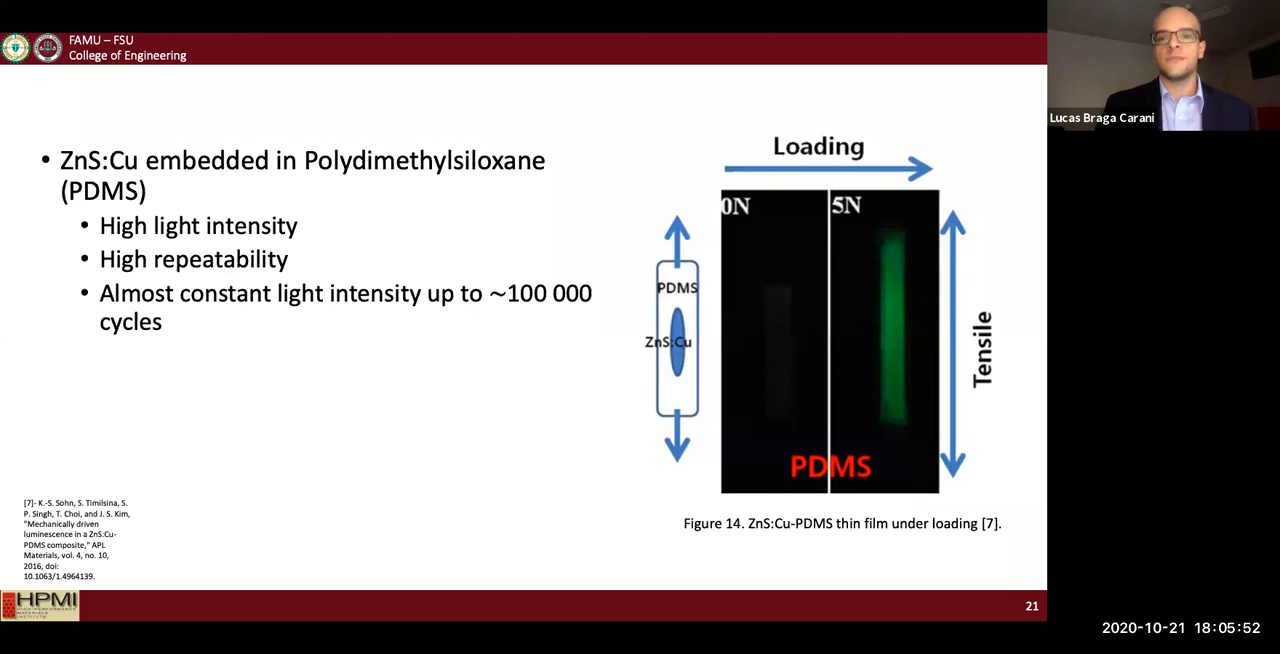 FAMU – FSU
College of Engineering
Lucas Braga Carani
• ZnS:Cu embedded in Polydimethylsiloxane
(PDMS)
• High light intensity
• High repeatability
• Almost constant light intensity up to ~100 000
cycles
Loading
0N
5N
PDMS
ZnS:Cu
Tensile
PDMS
Figure 14. ZnS:Cu-PDMS thin film under loading [7].
[7]- K.-S. Sohn, S. Timilsina, S.
P. Singh, T. Choi, and J. S. Kim,
"Mechanically driven
luminescence in a ZnS:Cu-
PDMS composite," APL
Materials, vol. 4, no. 10,
2016, doi:
10.1063/1.4964139.
HPMI
HIGH-PERFORMANCE
MATERIALS
INSTITUTE
21
2020-10-21 18:05:52